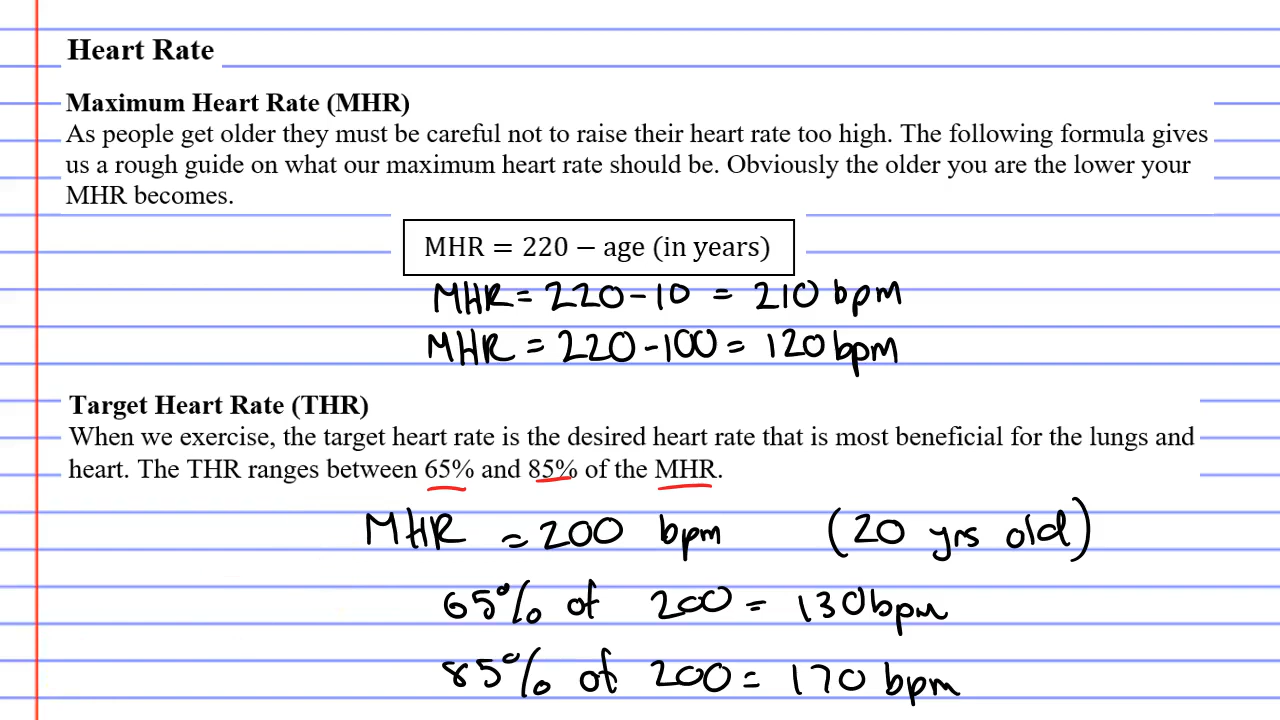 Heart Rate
Maximum Heart Rate (MHR)
As people get older they must be careful not to raise their heart rate too high. The following formula gives
us a rough guide on what our maximum heart rate should be. Obviously the older you are the lower your
MHR becomes.
MHR = 220 − age (in years)
MHR = 220 - 10 = 210 bpm
MHR = 220 - 100 = 120 bpm
Target Heart Rate (THR)
When we exercise, the target heart rate is the desired heart rate that is most beneficial for the lungs and
heart. The THR ranges between 65% and 85% of the MHR.
MHR = 200 bpm (20 yrs old)
65% of 200 = 130 bpm
85% of 200 = 170 bpm